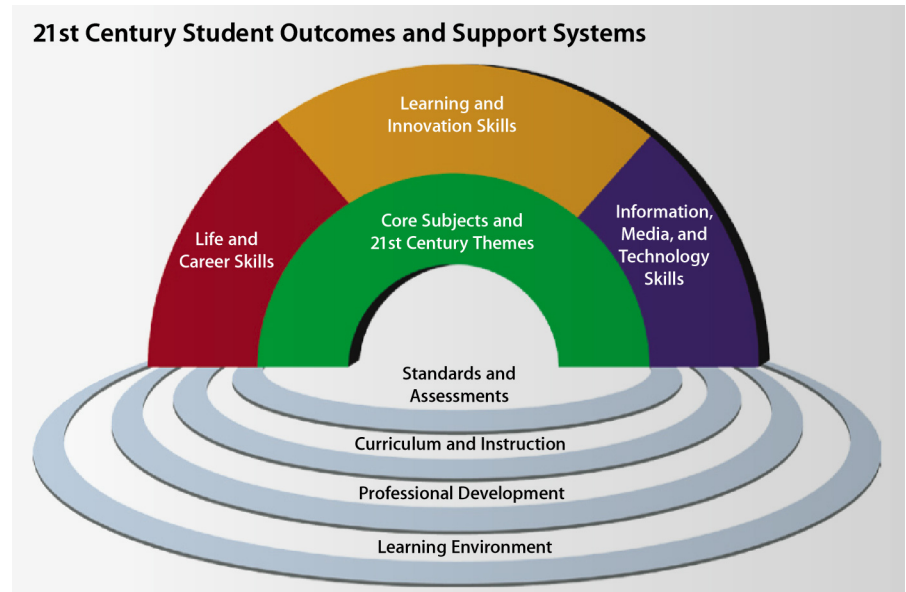 21st Century Student Outcomes and Support Systems
Learning and
Innovation Skills
Core Subjects and
21st Century Themes
Life and
Career Skills
Information,
Media, and
Technology
Skills
Standards and
Assessments
Curriculum and Instruction
Professional Development
Learning Environment